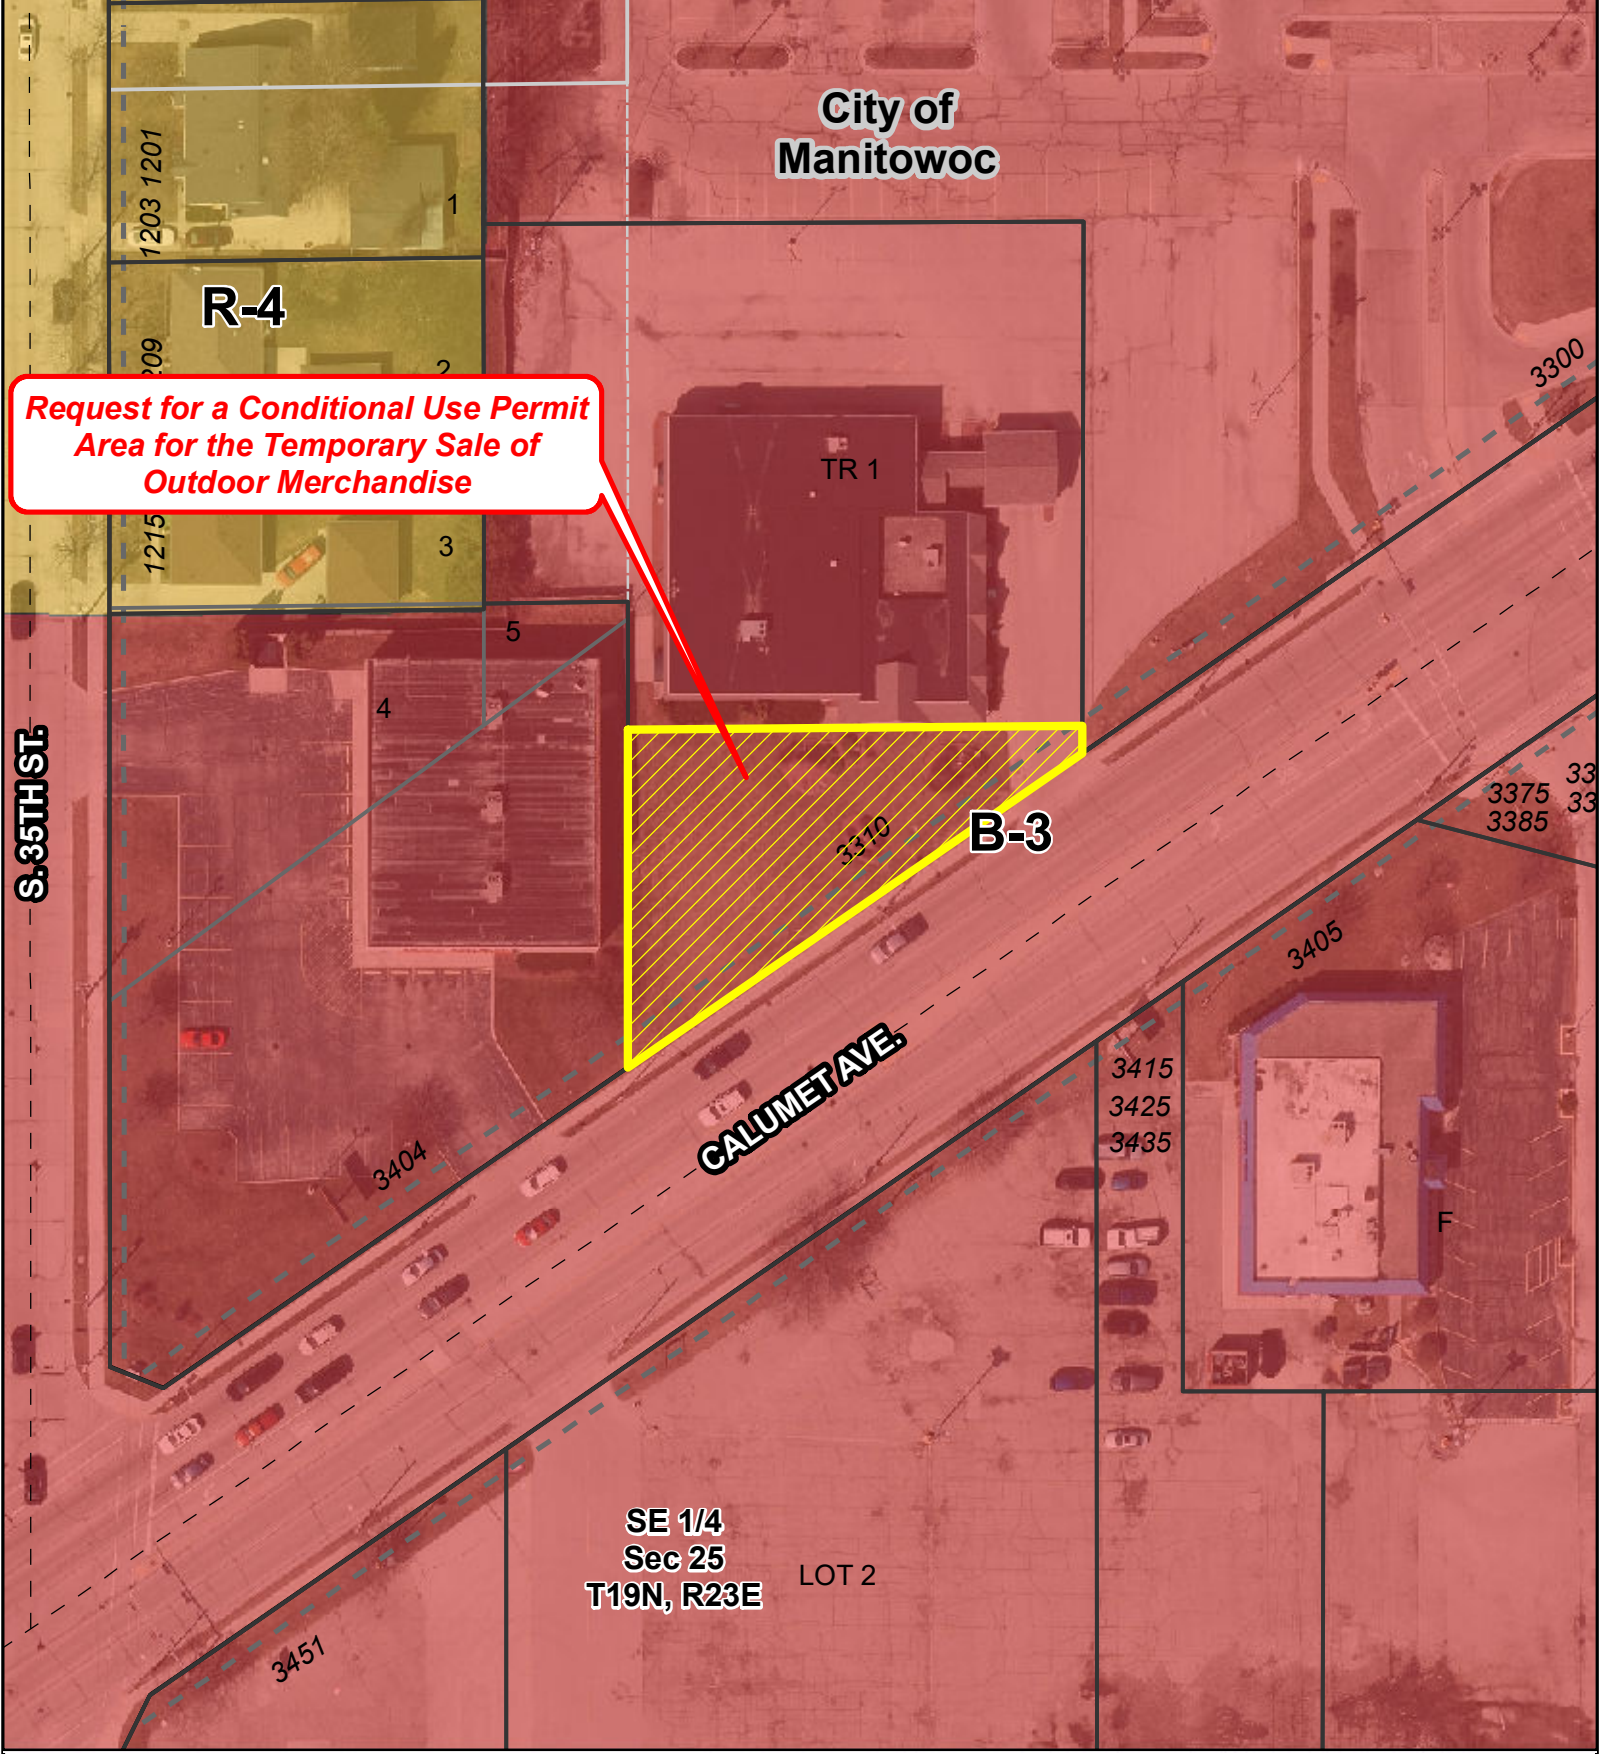 City of
Manitowoc
1203 1201
1
R-4
209
2
3300
Request for a Conditional Use Permit
Area for the Temporary Sale of
Outdoor Merchandise
TR 1
1215
3
5
4
S. 35TH ST.
33
3375
33
3385
3310
B-3
3405
CALUMET AVE.
3415
3425
3435
3404
F
SE 1/4
Sec 25
T19N, R23E
LOT 2
3451